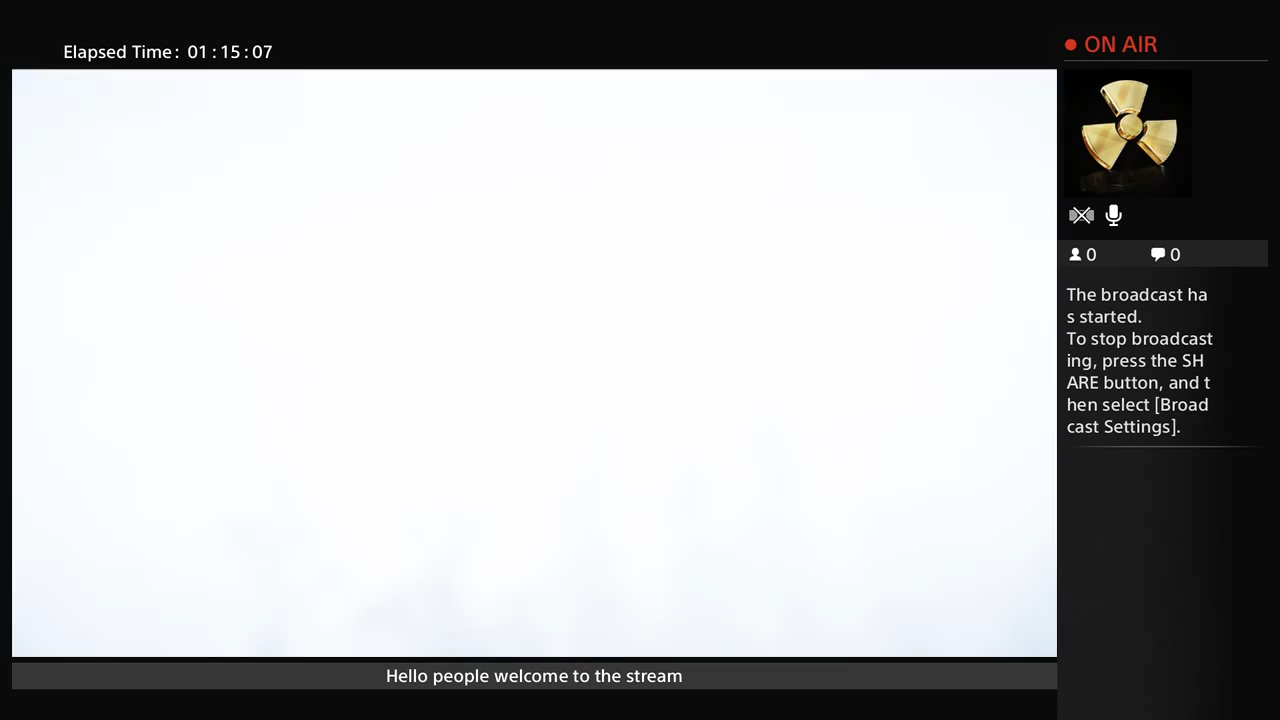 Elapsed Time: 01:15:07
ON AIR
0
0
The broadcast ha
s started.
To stop broadcast
ing, press the SH
ARE button, and t
hen select [Broad
cast Settings].
Hello people welcome to the stream